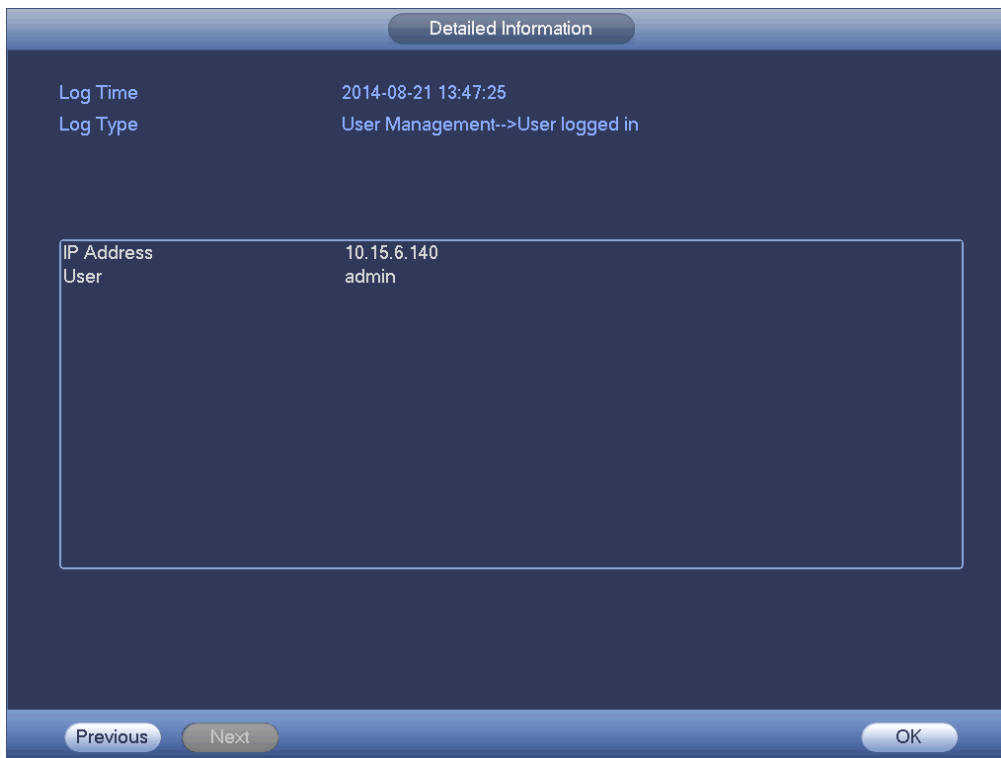 Detailed Information
Log Time 2014-08-21 13:47:25
Log Type User Management-->User logged in
IP Address 10.15.6.140
User admin
Previous Next OK